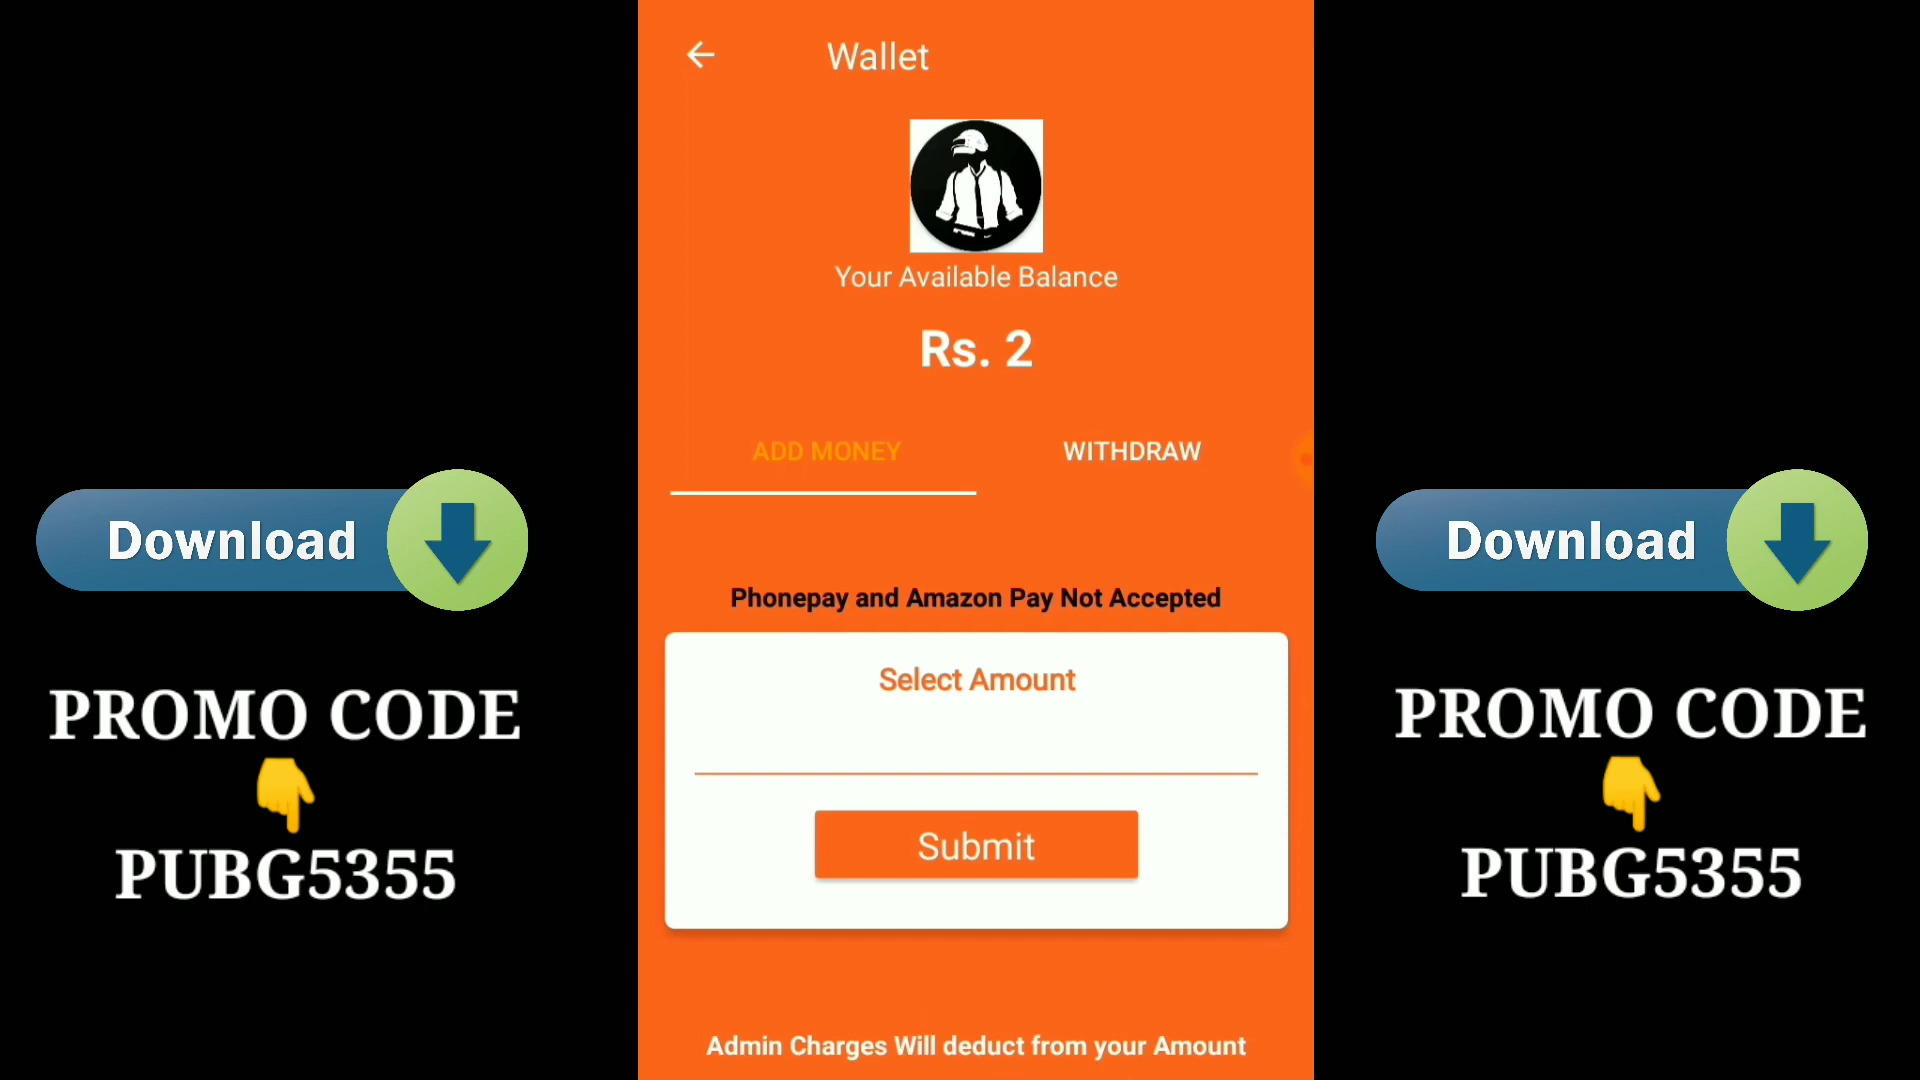 Wallet
Your Available Balance
Rs. 2
ADD MONEY
WITHDRAW
Phonepay and Amazon Pay Not Accepted
Select Amount
Submit
Admin Charges Will deduct from your Amount
Download
PROMO CODE
PUBG5355
Download
PROMO CODE
PUBG5355